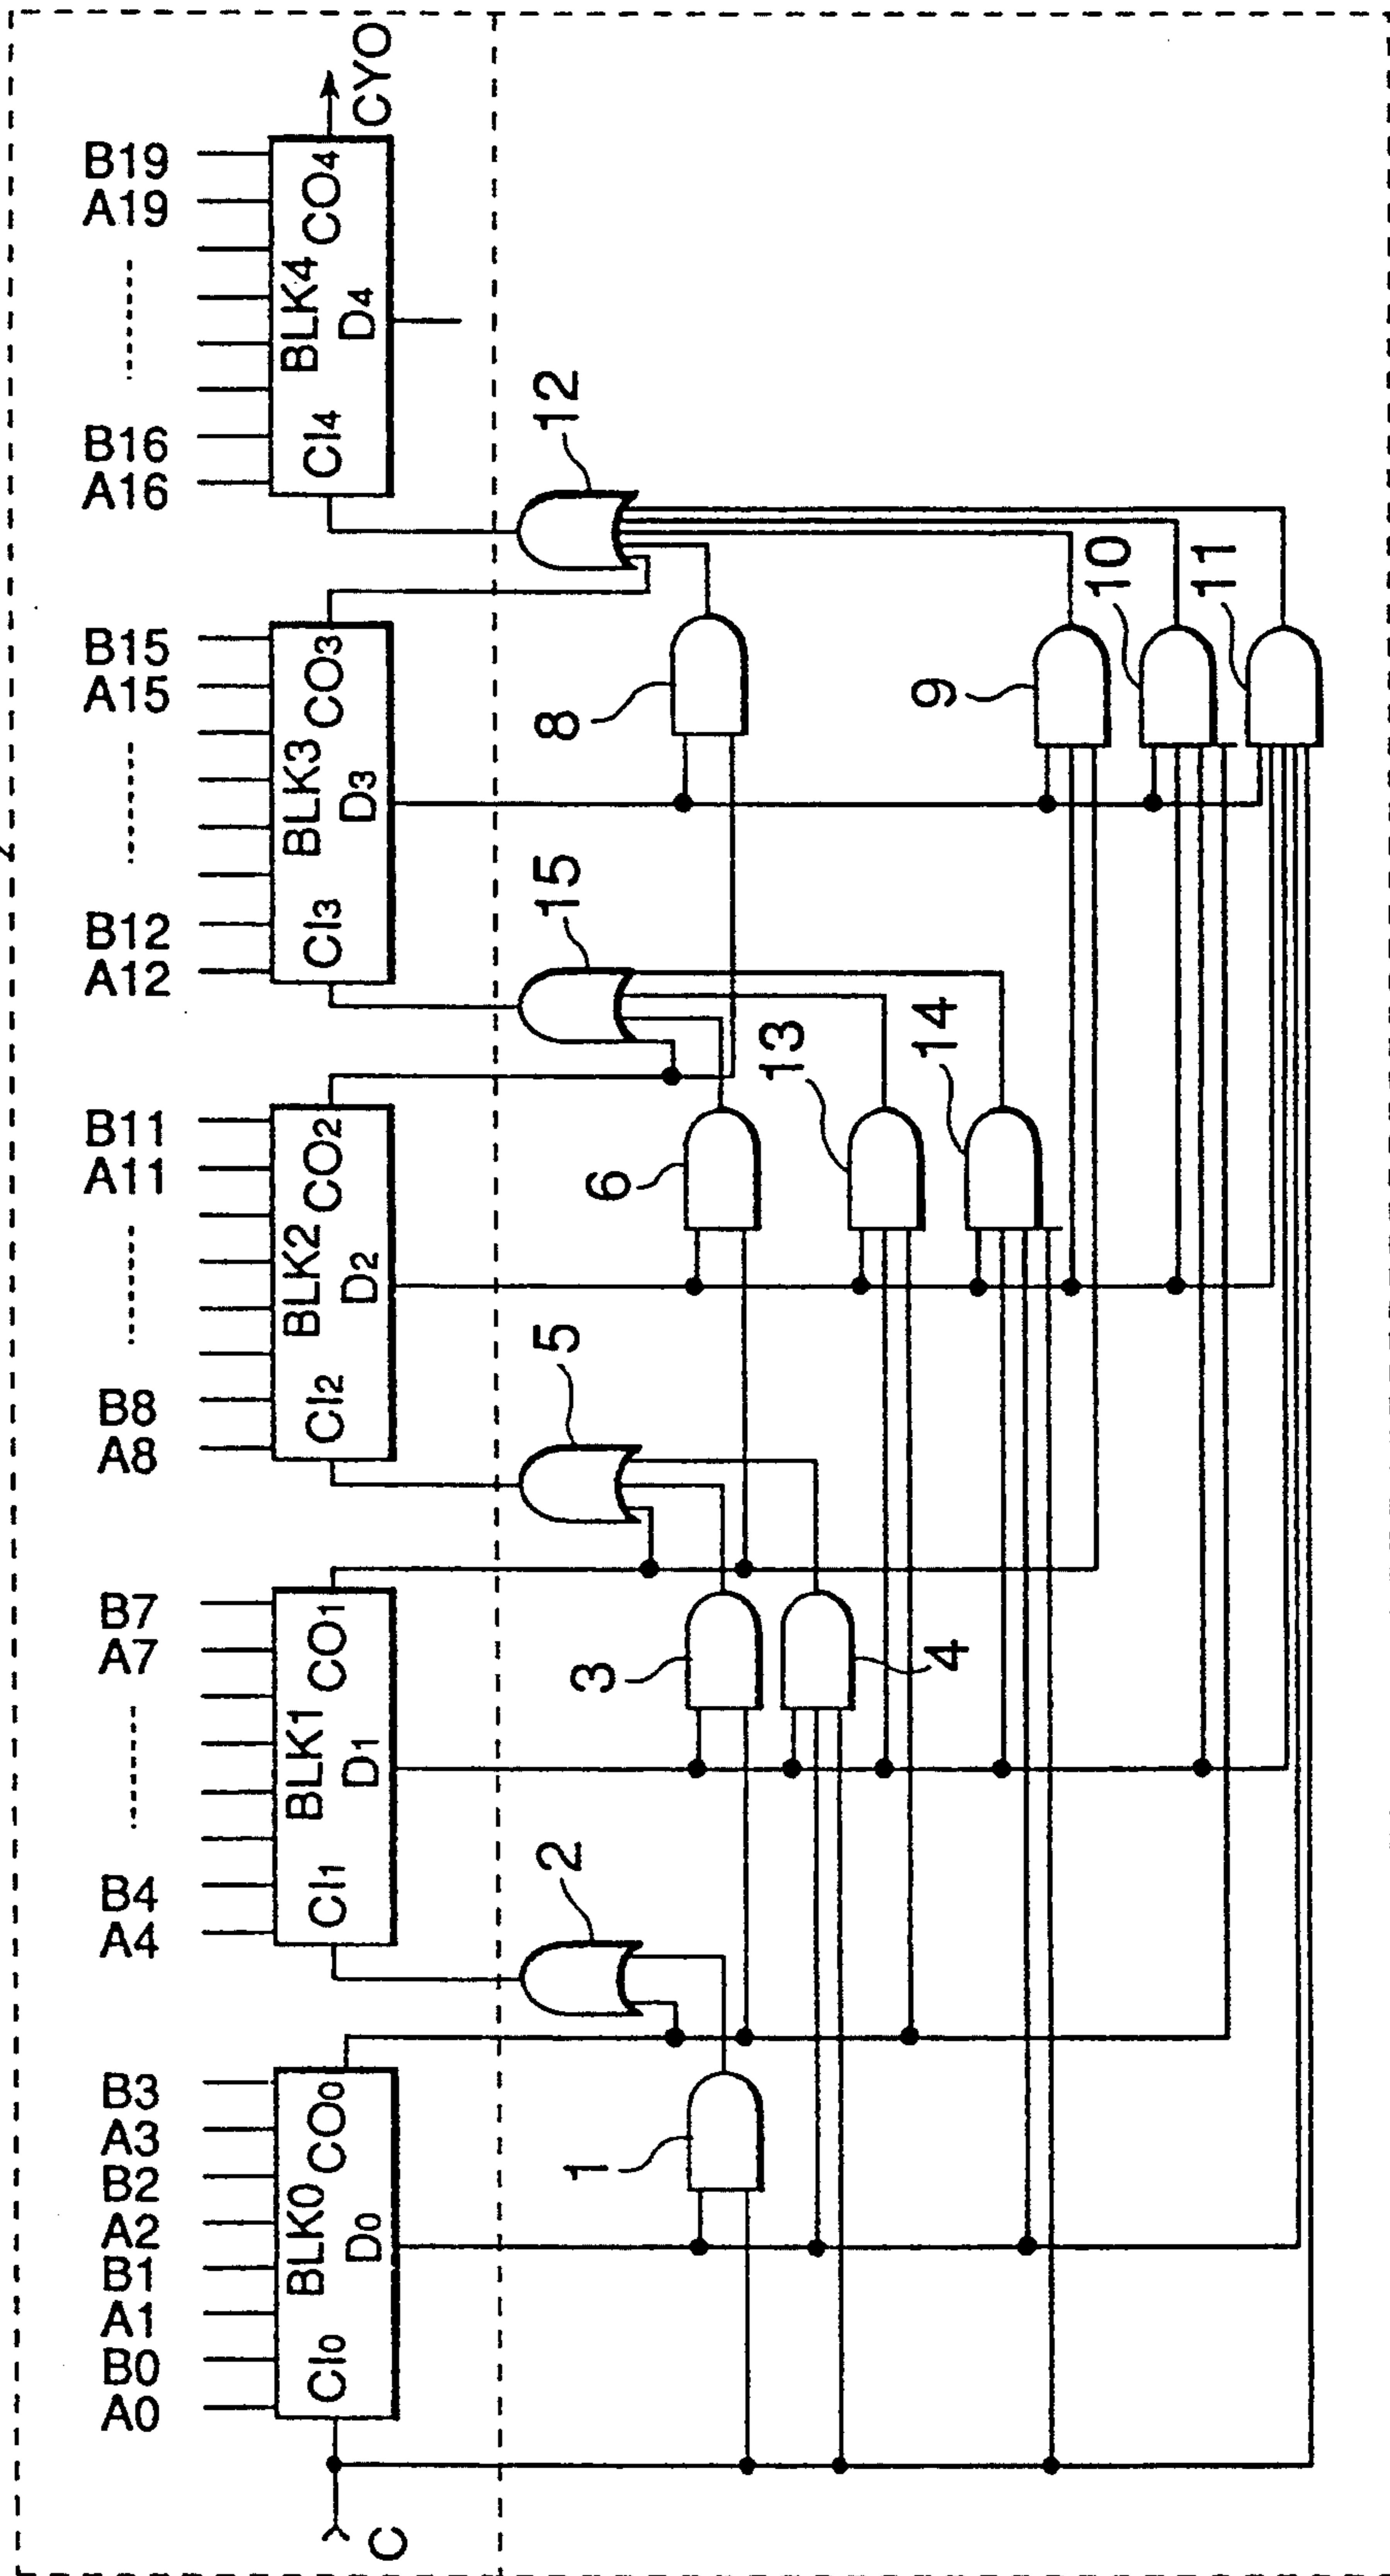 A0 B0 A1 B1 A2 B2 A3 B3 A4 B4 A7 B7 A8 B8 A11 B11 A12 B12 A15 B15 A16 B16 A19 B19
BLK0 BLK1 BLK2 BLK3 BLK4
C CI0 CO0 CI1 CO1 CI2 CO2 CI3 CO3 CI4 CO4 CYO
D0 D1 D2 D3 D4
2 5 15 12
1 3 6 8
4 13 14 9 10 11